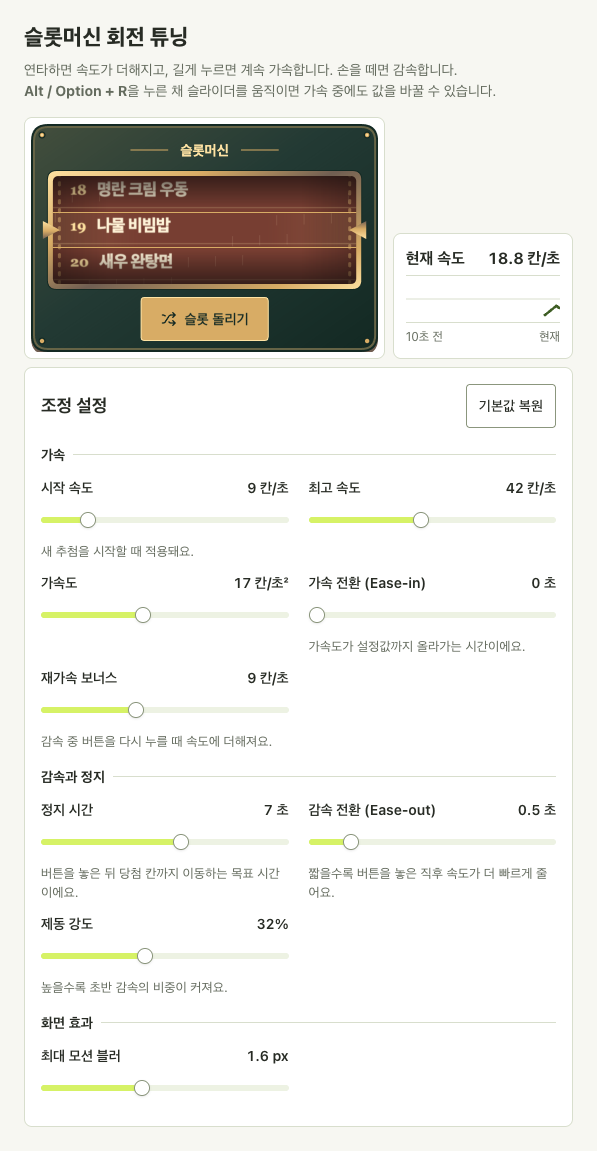 슬롯머신 회전 튜닝
연타하면 속도가 더해지고, 길게 누르면 계속 가속합니다. 손을 떼면 감속합니다.
Alt / Option + R을 누른 채 슬라이더를 움직이면 가속 중에도 값을 바꿀 수 있습니다.
슬롯머신
18 명란 크림 우동
19 나물 비빔밥
20 새우 완탕면
슬롯 돌리기
현재 속도 18.8 칸/초
10초 전 현재
조정 설정
기본값 복원
가속
시작 속도 9 칸/초
최고 속도 42 칸/초
새 추첨을 시작할 때 적용돼요.
가속도 17 칸/초²
가속 전환 (Ease-in) 0 초
가속도가 설정값까지 올라가는 시간이에요.
재가속 보너스 9 칸/초
감속 중 버튼을 다시 누를 때 속도에 더해져요.
감속과 정지
정지 시간 7 초
감속 전환 (Ease-out) 0.5 초
버튼을 놓은 뒤 당첨 칸까지 이동하는 목표 시간
이에요.
짧을수록 버튼을 놓은 직후 속도가 더 빠르게 줄
어요.
제동 강도 32%
높을수록 초반 감속의 비중이 커져요.
화면 효과
최대 모션 블러 1.6 px